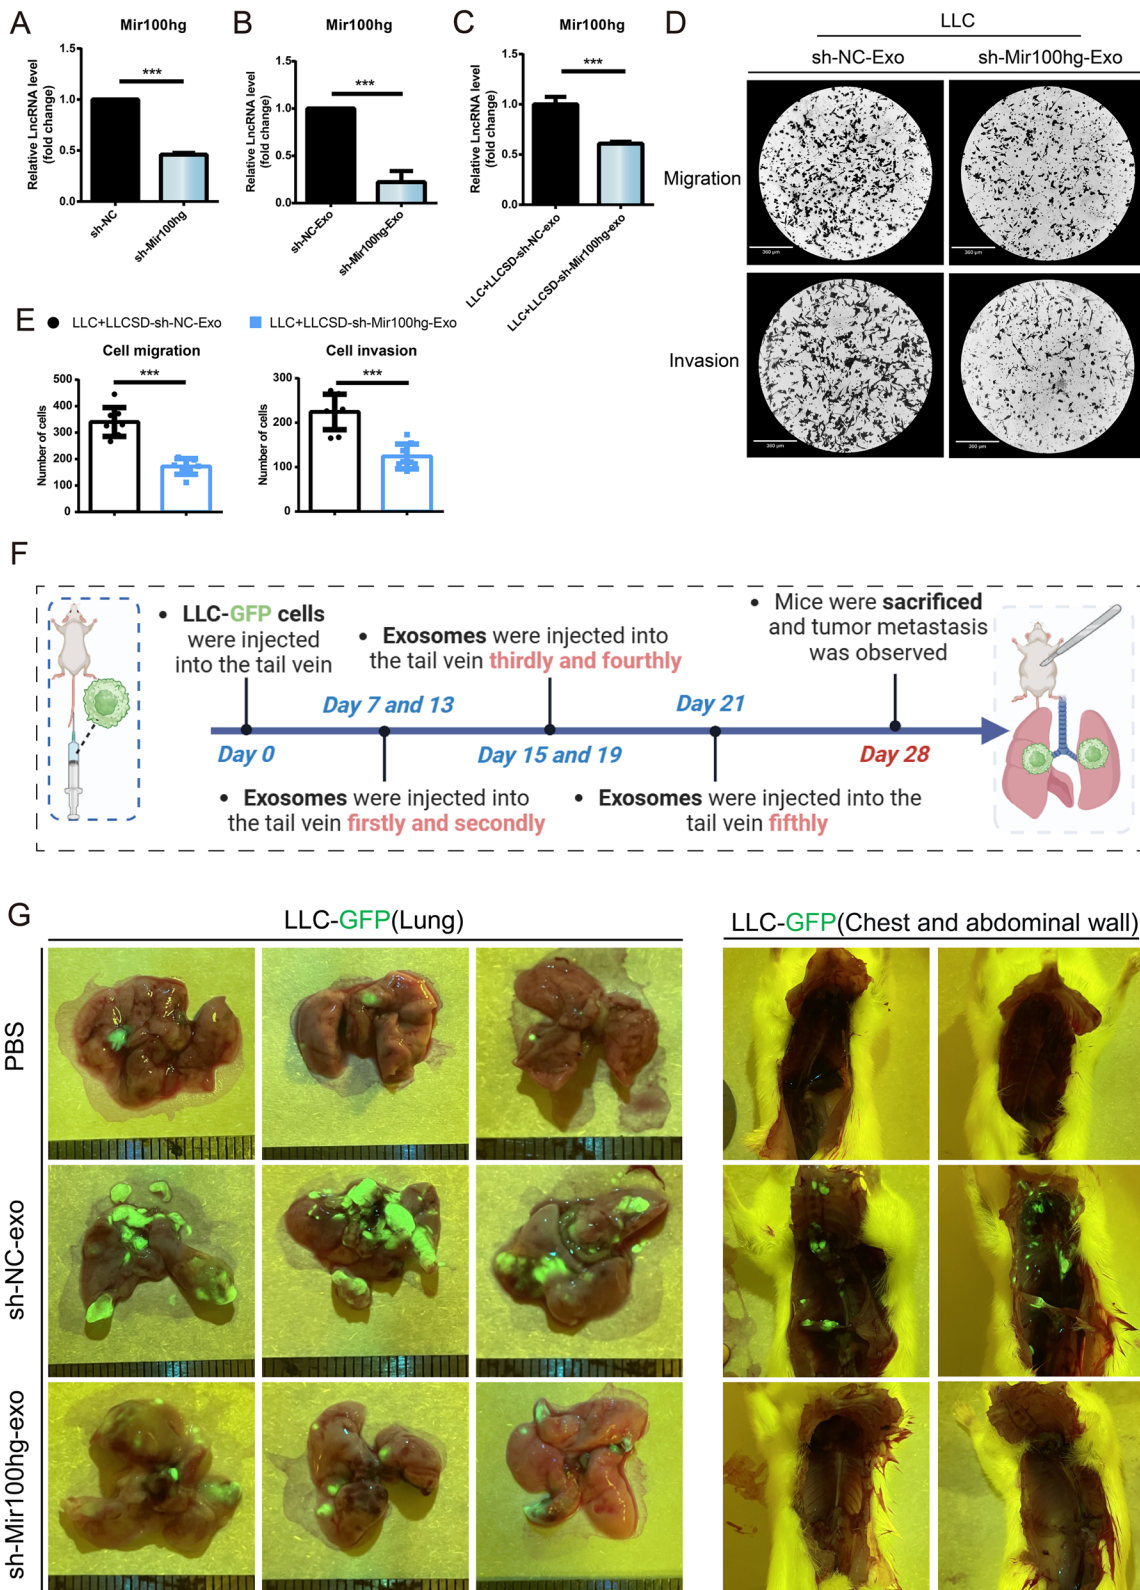 A
Mir100hg
Relative LncRNA level
(fold change)
1.5
1.0
0.5
0.0
***
sh-NC
sh-Mir100hg
B
Mir100hg
Relative LncRNA level
(fold change)
1.5
1.0
0.5
0.0
***
sh-NC-Exo
sh-Mir100hg-Exo
C
Mir100hg
Relative LncRNA level
(fold change)
1.5
1.0
0.5
0.0
***
LLC+LLCSD-sh-NC-exo
LLC+LLCSD-sh-Mir100hg-exo
D
LLC
sh-NC-Exo
sh-Mir100hg-Exo
Migration
360 μm
360 μm
Invasion
360 μm
360 μm
E
LLC+LLCSD-sh-NC-Exo
LLC+LLCSD-sh-Mir100hg-Exo
Cell migration
Number of cells
500
400
300
200
100
0
***
Cell invasion
Number of cells
300
200
100
0
***
F
• LLC-GFP cells
were injected
into the tail vein
• Exosomes were injected into
the tail vein thirdly and fourthly
• Mice were sacrificed
and tumor metastasis
was observed
Day 7 and 13
Day 21
Day 0
Day 15 and 19
Day 28
• Exosomes were injected into
the tail vein firstly and secondly
• Exosomes were injected into the
tail vein fifthly
G
LLC-GFP(Lung)
LLC-GFP(Chest and abdominal wall)
PBS
sh-NC-exo
sh-Mir100hg-exo